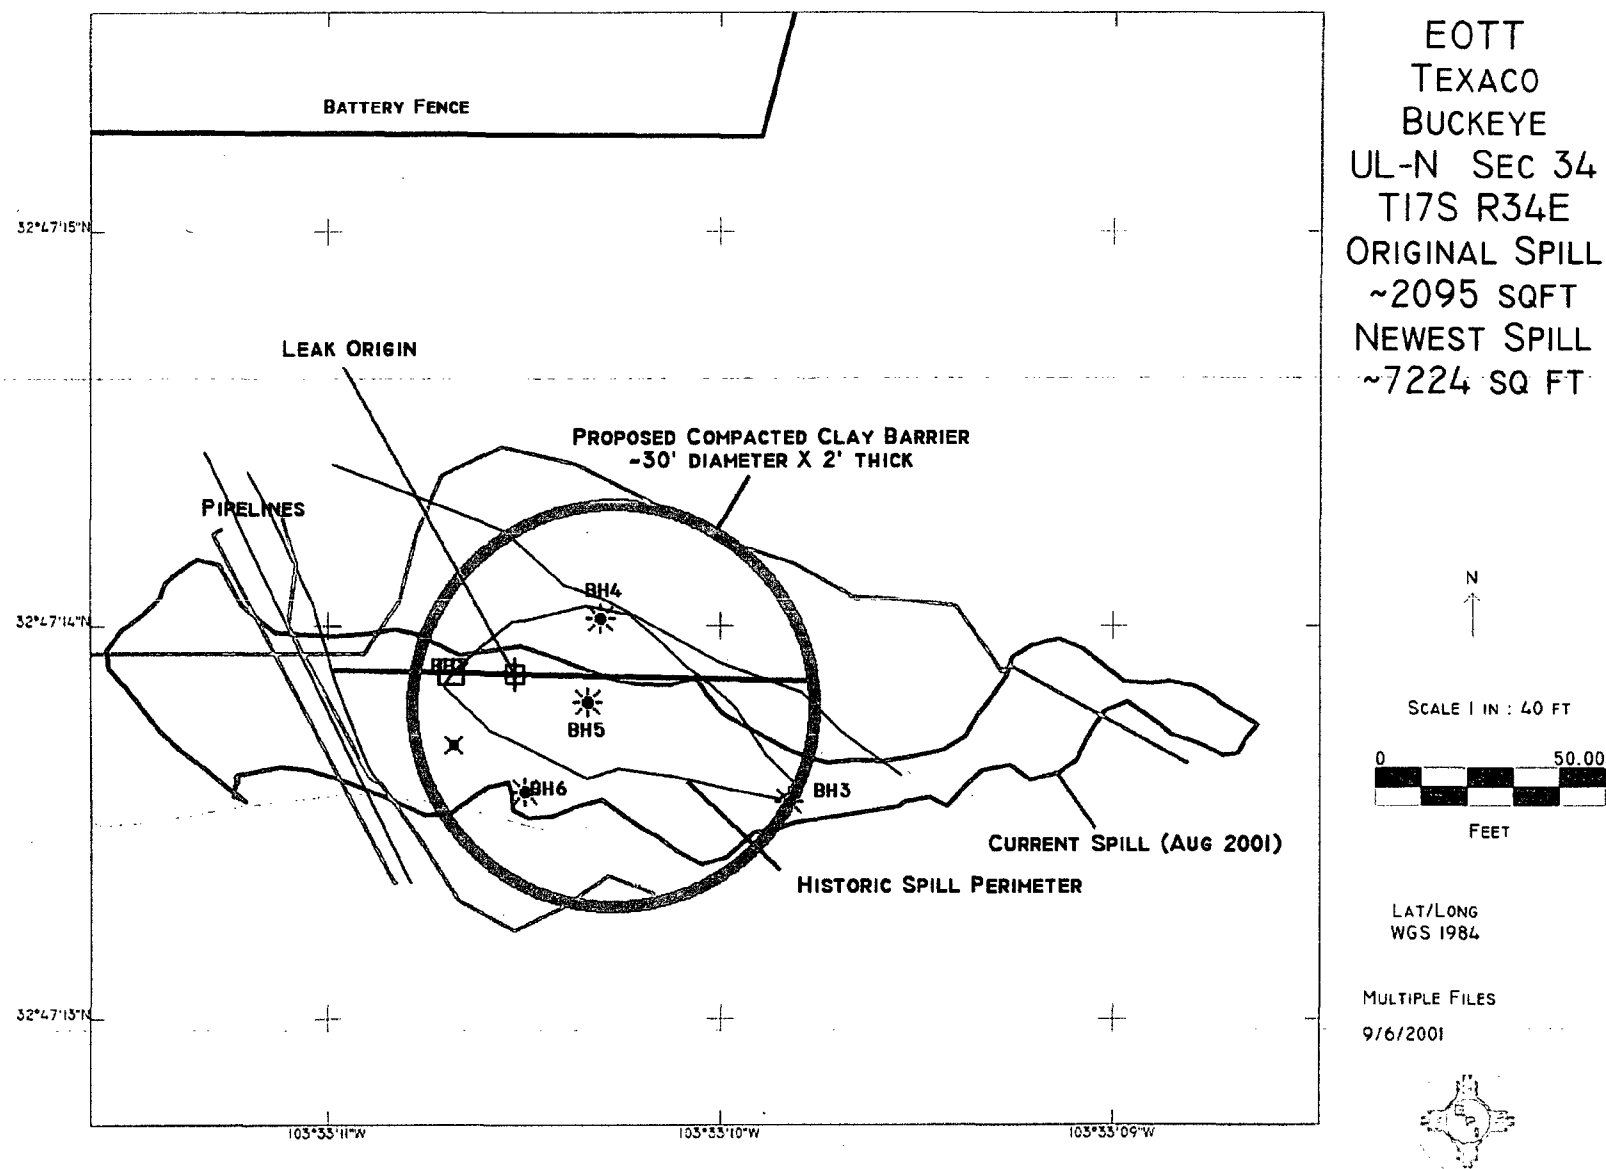 EOTT
TEXACO
BUCKEYE
UL-N SEC 34
T17S R34E
ORIGINAL SPILL
~2095 SQFT
NEWEST SPILL
~7224 SQ FT
BATTERY FENCE
32°47'15"N
LEAK ORIGIN
PROPOSED COMPACTED CLAY BARRIER
~30' DIAMETER X 2' THICK
PIPELINES
BH4
32°47'14"N
BH5
BH6
BH3
CURRENT SPILL (AUG 2001)
HISTORIC SPILL PERIMETER
32°47'13"N
103°33'11"W
103°33'10"W
103°33'09"W
N
SCALE 1 IN : 40 FT
0 50.00
FEET
LAT/LONG
WGS 1984
MULTIPLE FILES
9/6/2001